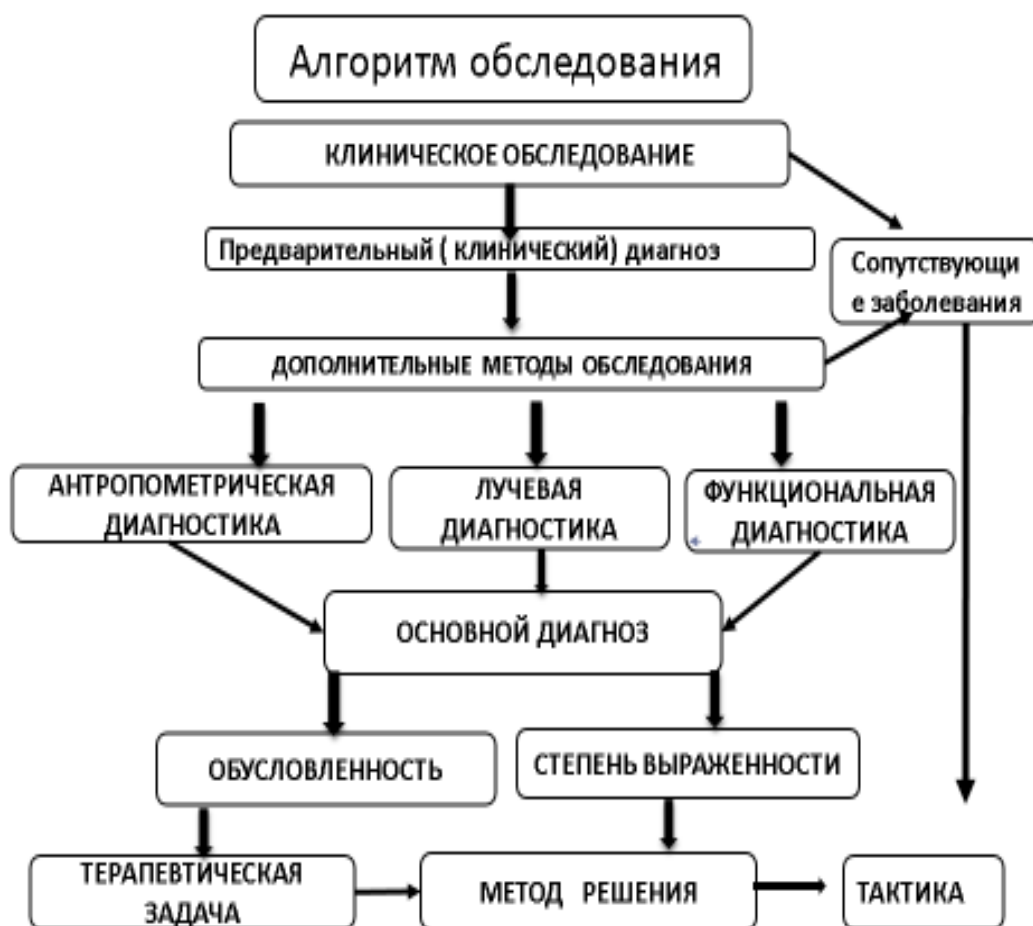 Алгоритм обследования
КЛИНИЧЕСКОЕ ОБСЛЕДОВАНИЕ
Предварительный ( КЛИНИЧЕСКИЙ) диагноз
Сопутствующи
е заболевания
ДОПОЛНИТЕЛЬНЫЕ МЕТОДЫ ОБСЛЕДОВАНИЯ
АНТРОПОМЕТРИЧЕСКАЯ
ДИАГНОСТИКА
ЛУЧЕВАЯ
ДИАГНОСТИКА
ФУНКЦИОНАЛЬНАЯ
ДИАГНОСТИКА
ОСНОВНОЙ ДИАГНОЗ
ОБУСЛОВЛЕННОСТЬ
СТЕПЕНЬ ВЫРАЖЕННОСТИ
ТЕРАПЕВТИЧЕСКАЯ
ЗАДАЧА
МЕТОД РЕШЕНИЯ
ТАКТИКА